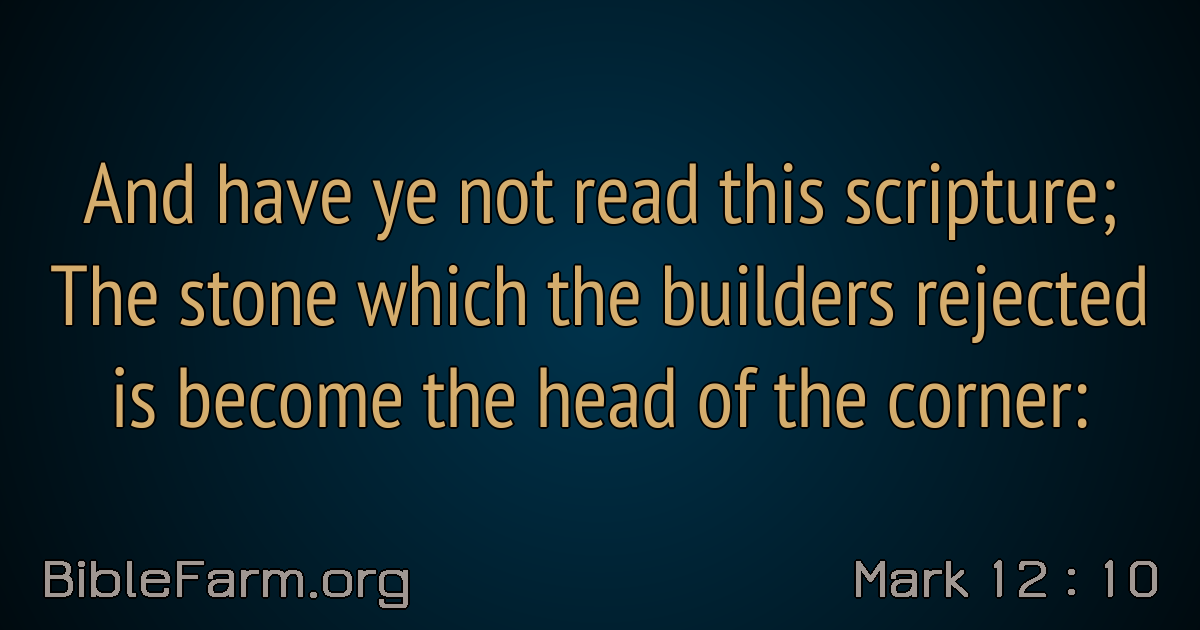 And have ye not read this scripture;
The stone which the builders rejected
is become the head of the corner:
BibleFarm.org
Mark 12 : 10